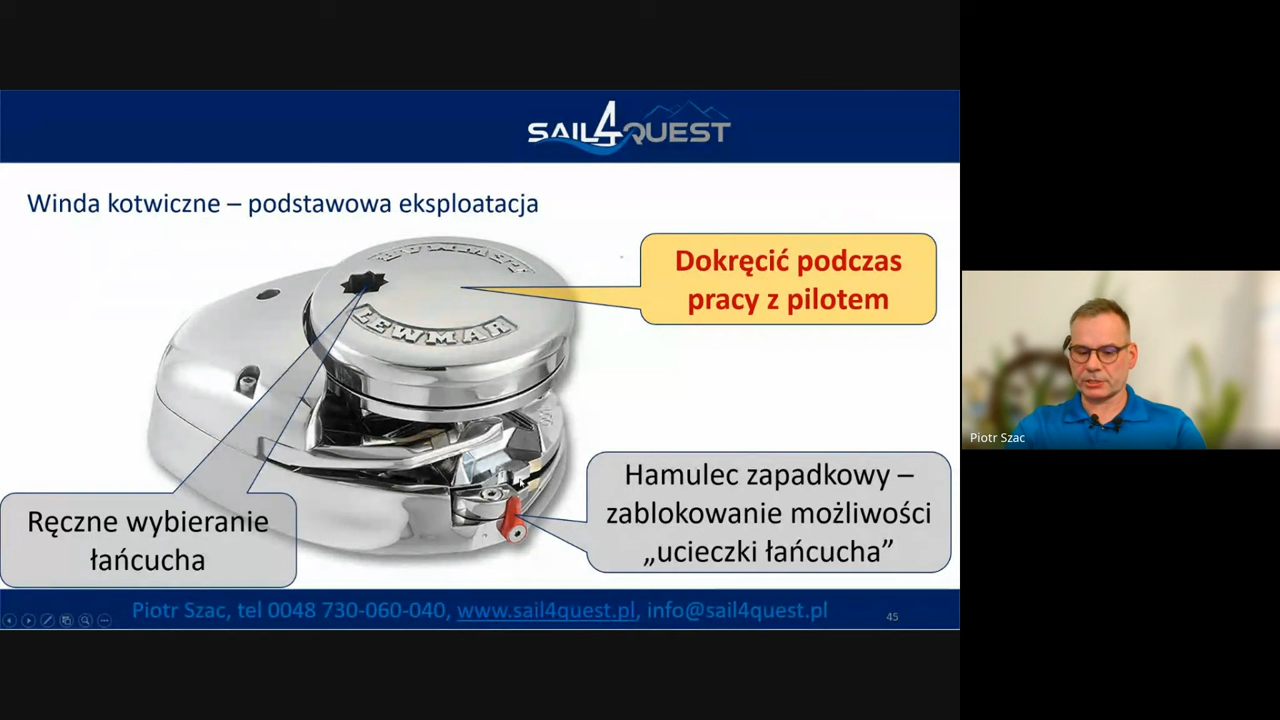 SAIL4QUEST
Winda kotwiczne – podstawowa eksploatacja
Dokręcić podczas
pracy z pilotem
LEWMAR
LEWMAR
Hamulec zapadkowy –
zablokowanie możliwości
„ucieczki łańcucha”
Ręczne wybieranie
łańcucha
Piotr Szac
Piotr Szac, tel 0048 730-060-040, www.sail4quest.pl, info@sail4quest.pl
45